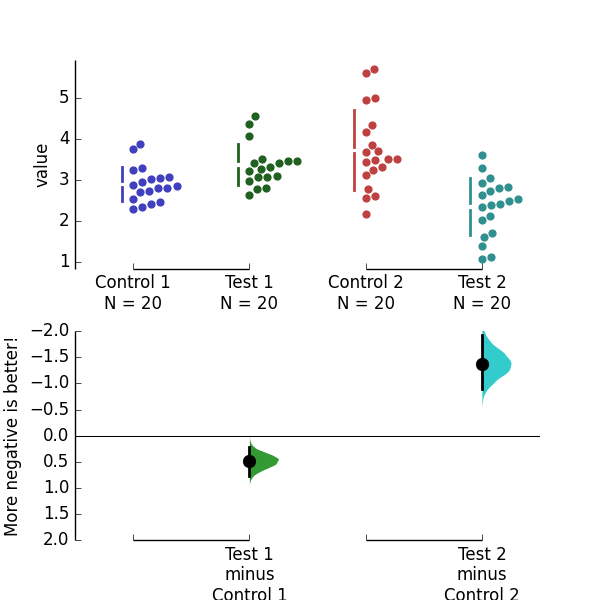 value
5
4
3
2
1
Control 1
N = 20
Test 1
N = 20
Control 2
N = 20
Test 2
N = 20
More negative is better!
−2.0
−1.5
−1.0
−0.5
0.0
0.5
1.0
1.5
2.0
Test 1
minus
Control 1
Test 2
minus
Control 2